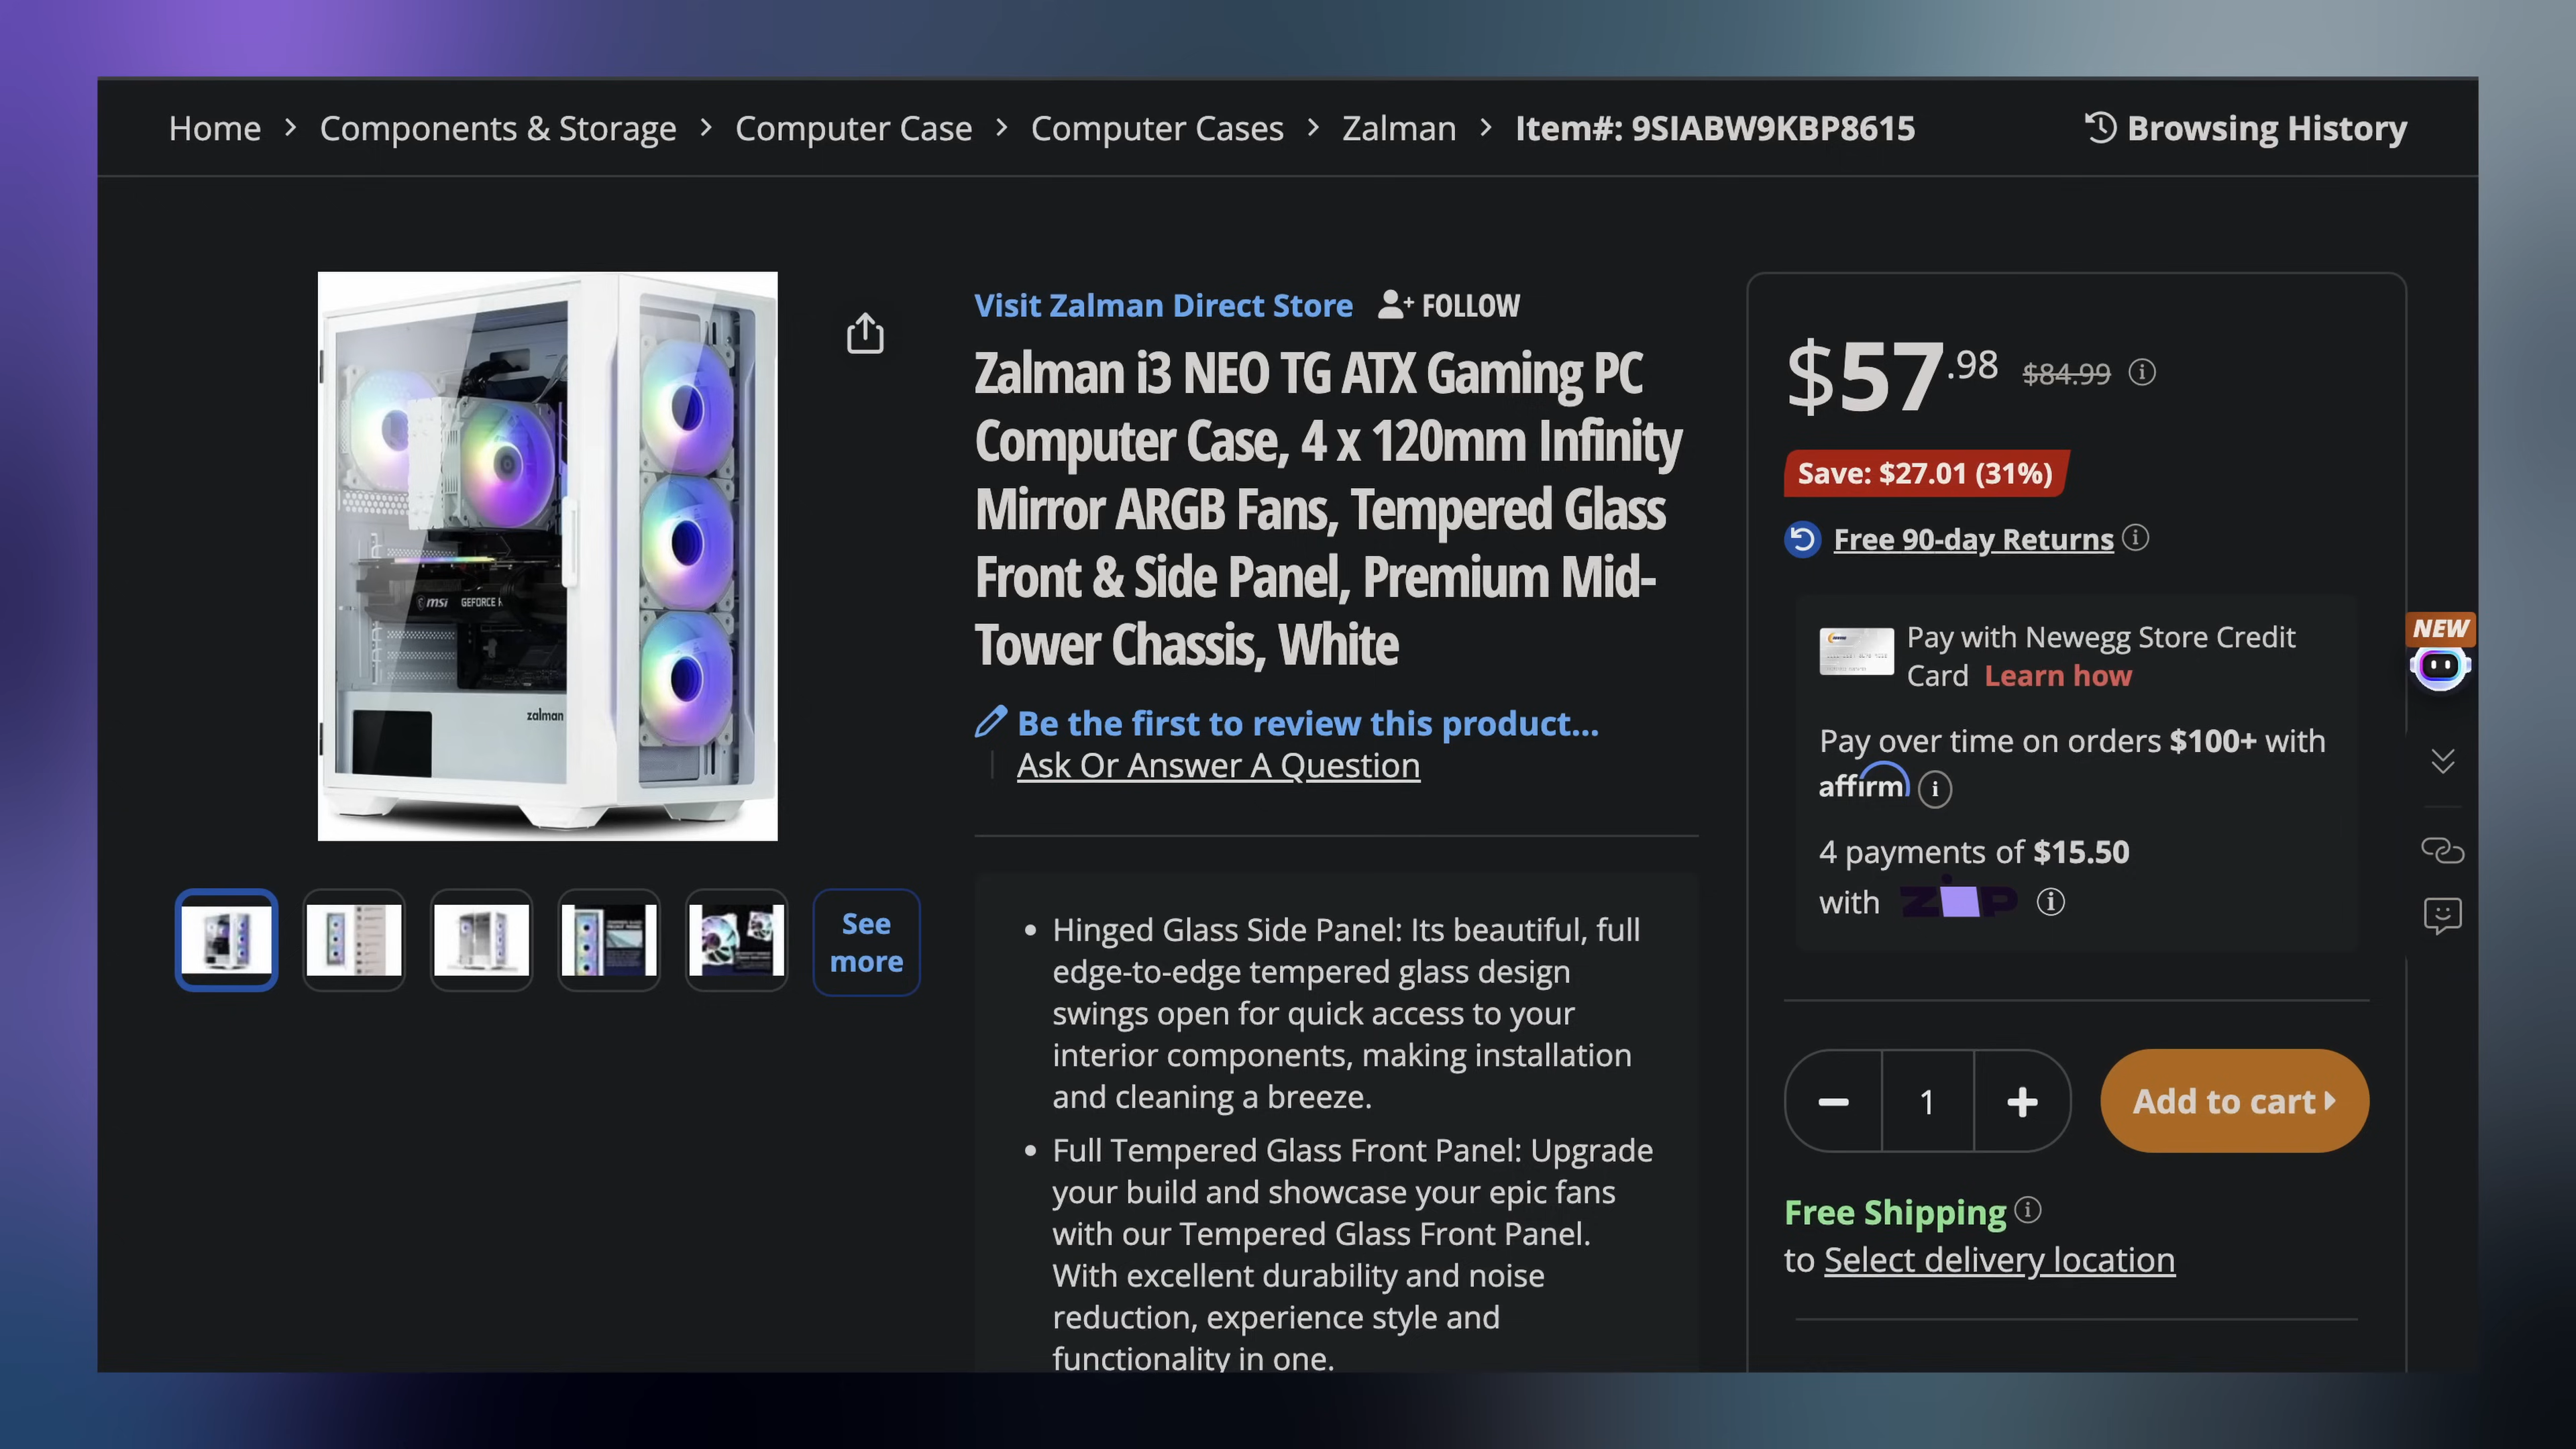 Home > Components & Storage > Computer Case > Computer Cases > Zalman > Item#: 9SIABW9KBP8615
Browsing History
msi GEFORCE R
zalman
See
more
Visit Zalman Direct Store
FOLLOW
Zalman i3 NEO TG ATX Gaming PC
Computer Case, 4 x 120mm Infinity
Mirror ARGB Fans, Tempered Glass
Front & Side Panel, Premium Mid-
Tower Chassis, White
Be the first to review this product...
Ask Or Answer A Question
• Hinged Glass Side Panel: Its beautiful, full
edge-to-edge tempered glass design
swings open for quick access to your
interior components, making installation
and cleaning a breeze.
• Full Tempered Glass Front Panel: Upgrade
your build and showcase your epic fans
with our Tempered Glass Front Panel.
With excellent durability and noise
reduction, experience style and
functionality in one.
$57.98 $84.99
Save: $27.01 (31%)
Free 90-day Returns
Pay with Newegg Store Credit
Card Learn how
Pay over time on orders $100+ with
affirm
4 payments of $15.50
with ZIP
1
Add to cart
Free Shipping
to Select delivery location
NEW